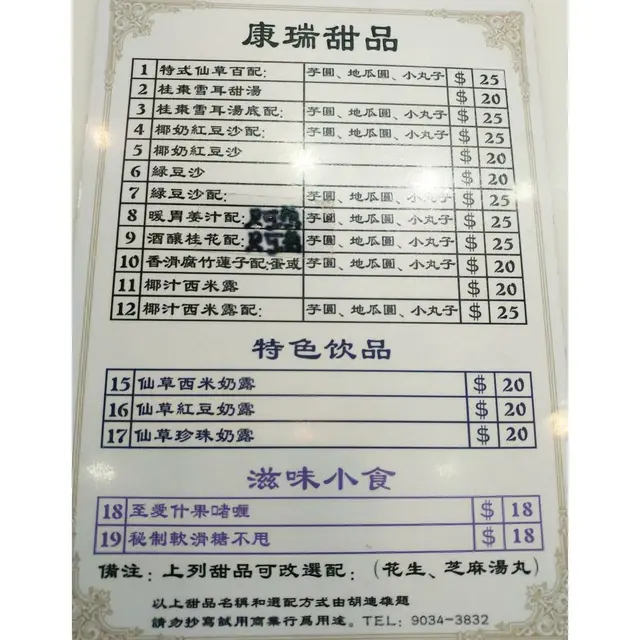 康瑞甜品
1 特式仙草百配: 芋圓、地瓜圓、小丸子 $ 25
2 桂棗雪耳甜湯 $ 20
3 桂棗雪耳湯底配: 芋圓、地瓜圓、小丸子 $ 25
4 椰奶紅豆沙配: 芋圓、地瓜圓、小丸子 $ 25
5 椰奶紅豆沙 $ 20
6 綠豆沙 $ 20
7 綠豆沙配: 芋圓、地瓜圓、小丸子 $ 25
8 暖胃姜汁配: 芋圓、地瓜圓、小丸子 $ 25
9 酒釀桂花配: 芋圓、地瓜圓、小丸子 $ 25
10 香滑腐竹蓮子配:蛋或 芋圓、地瓜圓、小丸子 $ 20
11 椰汁西米露 $ 20
12 椰汁西米露配: 芋圓、地瓜圓、小丸子 $ 25
特色饮品
15 仙草西米奶露 $ 20
16 仙草紅豆奶露 $ 20
17 仙草珍珠奶露 $ 20
滋味小食
18 至愛什果啫喱 $ 18
19 秘制軟滑糖不甩 $ 18
備注：上列甜品可改選配：(花生、芝麻湯丸)
以上甜品名稱和選配方式由胡迪雄題
請勿抄寫試用商業行爲用途。TEL: 9034-3832